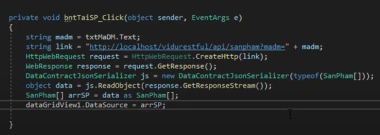 private void bntTaiSP_Click(object sender, EventArgs e)
{
string madm = txtMaDM.Text;
string link = "http://localhost/vidurestful/api/sanpham?madm=" + madm;
HttpWebRequest request = HttpWebRequest.CreateHttp(link);
WebResponse response = request.GetResponse();
DataContractJsonSerializer js = new DataContractJsonSerializer(typeof(SanPham[]));
object data = js.ReadObject(response.GetResponseStream());
SanPham[] arrSP = data as SanPham[];
dataGridView1.DataSource = arrSP;
}